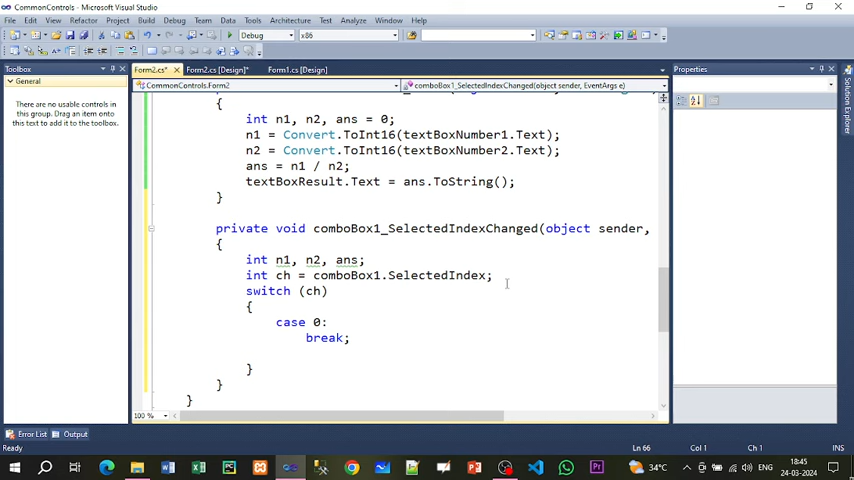 CommonControls - Microsoft Visual Studio
File Edit View Refactor Project Build Debug Team Data Tools Architecture Test Analyze Window Help
Debug x86
Toolbox
General
There are no usable controls in this group. Drag an item onto this text to add it to the toolbox.
Form2.cs* Form2.cs [Design]* Form1.cs [Design]
CommonControls.Form2 comboBox1_SelectedIndexChanged(object sender, EventArgs e)
{
int n1, n2, ans = 0;
n1 = Convert.ToInt16(textBoxNumber1.Text);
n2 = Convert.ToInt16(textBoxNumber2.Text);
ans = n1 / n2;
textBoxResult.Text = ans.ToString();
}
private void comboBox1_SelectedIndexChanged(object sender,
{
int n1, n2, ans;
int ch = comboBox1.SelectedIndex;
switch (ch)
{
case 0:
break;
}
}
}
100 %
Properties
Solution Explorer
Error List Output
Ready Ln 66 Col 1 Ch 1 INS
34°C ENG 18:45
24-03-2024